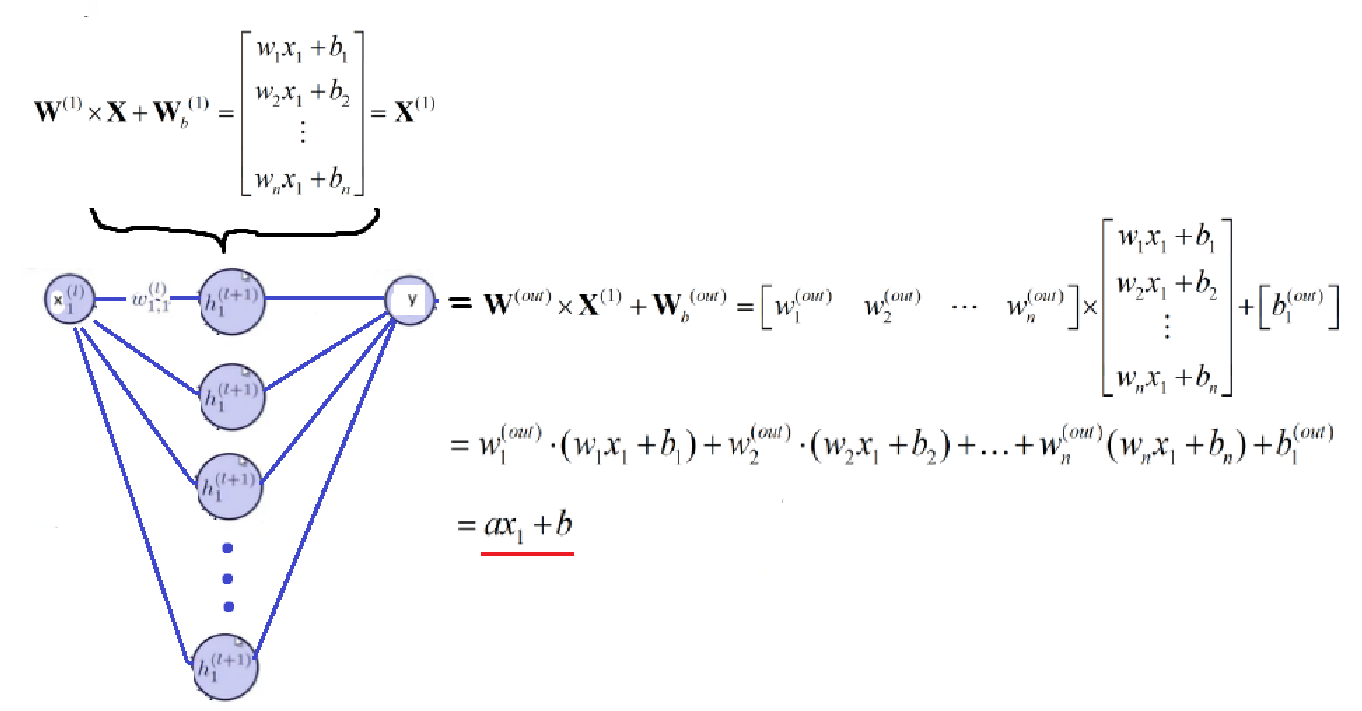 W^{(1)} × X + W_b^{(1)} = [w_1x_1 + b_1
w_2x_1 + b_2
⋮
w_nx_1 + b_n] = X^{(1)}
x_1^{(l)} w_{1,1}^{(l)} h_1^{(l+1)} y = W^{(out)} × X^{(1)} + W_b^{(out)} = [w_1^{(out)} w_2^{(out)} ⋯ w_n^{(out)}] × [w_1x_1 + b_1
w_2x_1 + b_2
⋮
w_nx_1 + b_n] + [b_1^{(out)}]
h_1^{(l+1)}
= w_1^{(out)} · (w_1x_1 + b_1) + w_2^{(out)} · (w_2x_1 + b_2) + … + w_n^{(out)} (w_nx_1 + b_n) + b_1^{(out)}
h_1^{(l+1)}
= ax_1 + b
h_1^{(l+1)}